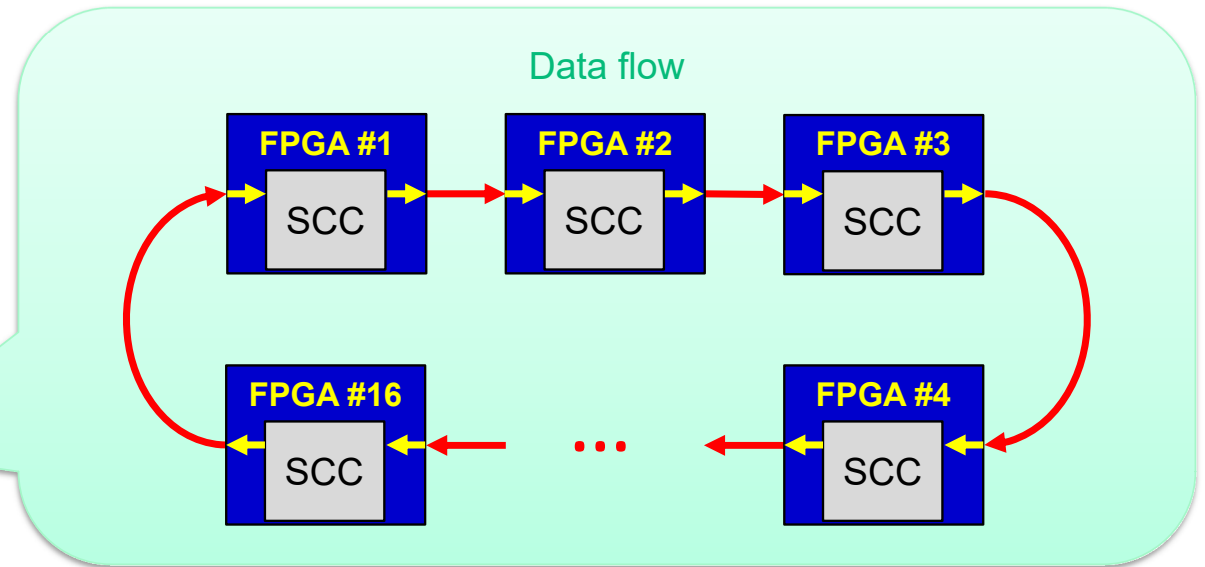 Data flow
FPGA #1
SCC
FPGA #2
SCC
FPGA #3
SCC
FPGA #16
SCC
...
FPGA #4
SCC